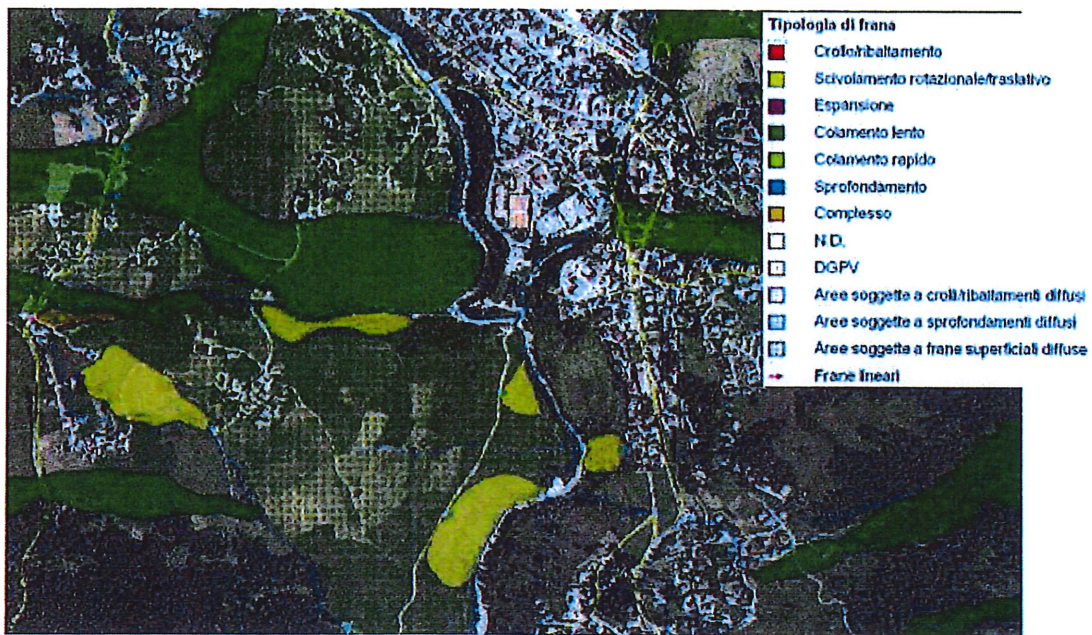 Tipologia di frana
Crollo/ribaltamento
Scivolamento rotazionale/traslativo
Espansione
Colamento lento
Colamento rapido
Sprofondamento
Complesso
N.D.
DGPV
Aree soggette a crolli/ribaltamenti diffusi
Aree soggette a sprofondamenti diffusi
Aree soggette a frane superficiali diffuse
Frane lineari